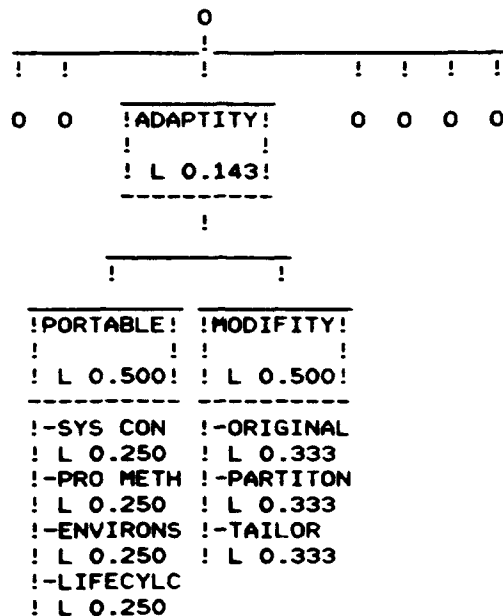 O
O O !ADAPTITY! O O O O
! L 0.143!
!PORTABLE! !MODIFITY!
! L 0.500! ! L 0.500!
!-SYS CON !-ORIGINAL
! L 0.250 ! L 0.333
!-PRO METH !-PARTITON
! L 0.250 ! L 0.333
!-ENVIRONS !-TAILOR
! L 0.250 ! L 0.333
!-LIFECYLC
! L 0.250